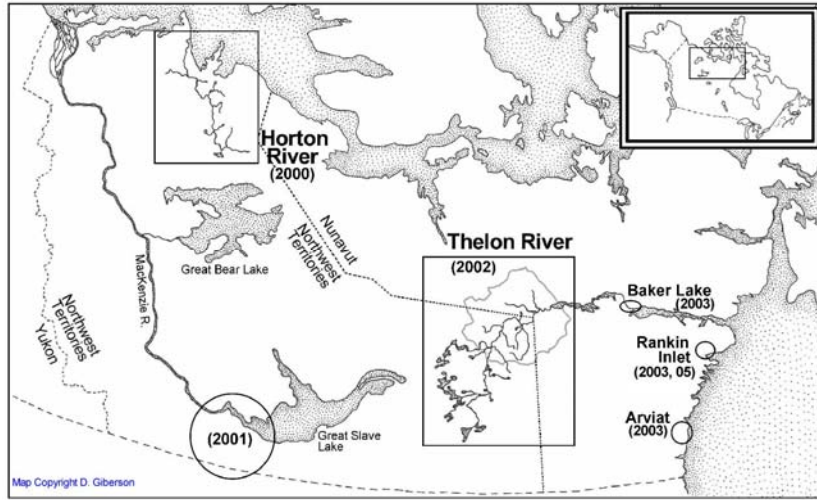 Horton
River
(2000)
Nunavut
Northwest
Territories
Thelon River
(2002)
Great Bear Lake
MacKenzie R.
Baker Lake
(2003)
Northwest
Territories
Yukon
Rankin
Inlet
(2003, 05)
Arviat
(2003)
(2001)
Great Slave
Lake
Map Copyright D. Giberson